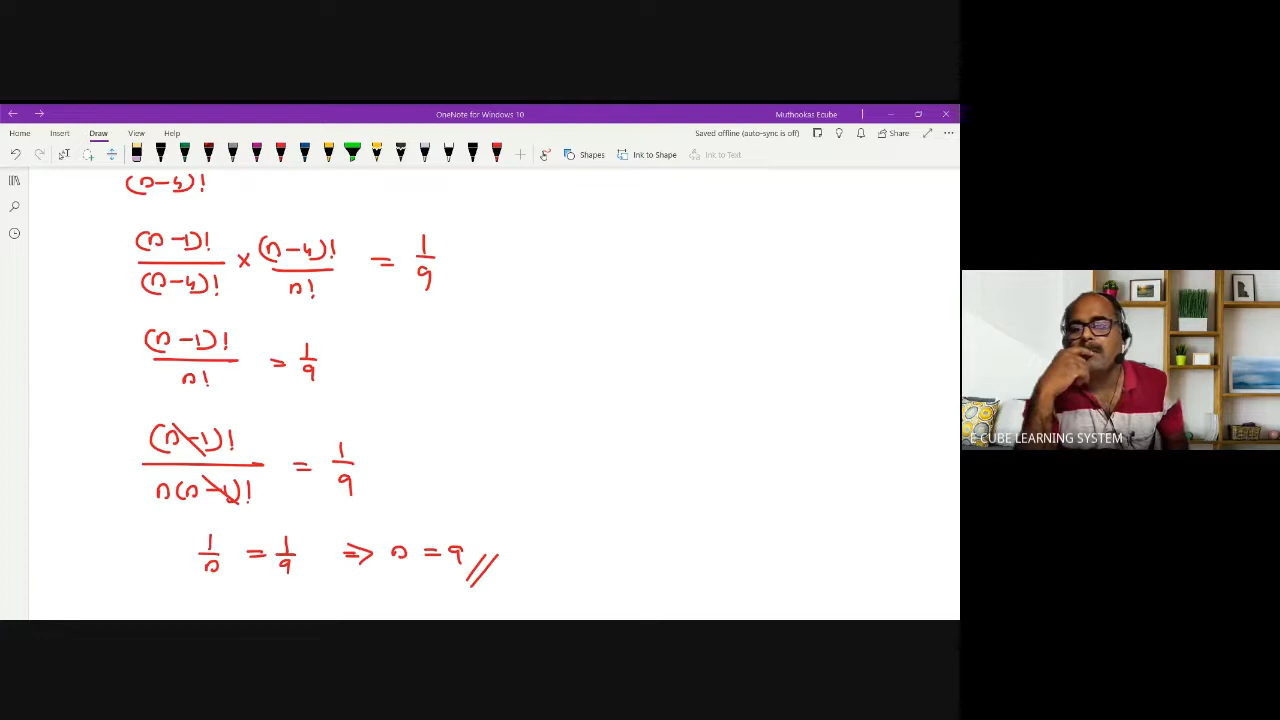 OneNote for Windows 10
Muthookas Ecube
Home Insert Draw View Help
Saved offline (auto-sync is off)
Share
Shapes
Ink to Shape
Ink to Text
(n-4)!
(n-1)!/(n-4)! × (n-4)!/n! = 1/9
(n-1)!/n! = 1/9
(n-1)!/n(n-1)! = 1/9
1/n = 1/9 => n = 9 //
E CUBE LEARNING SYSTEM